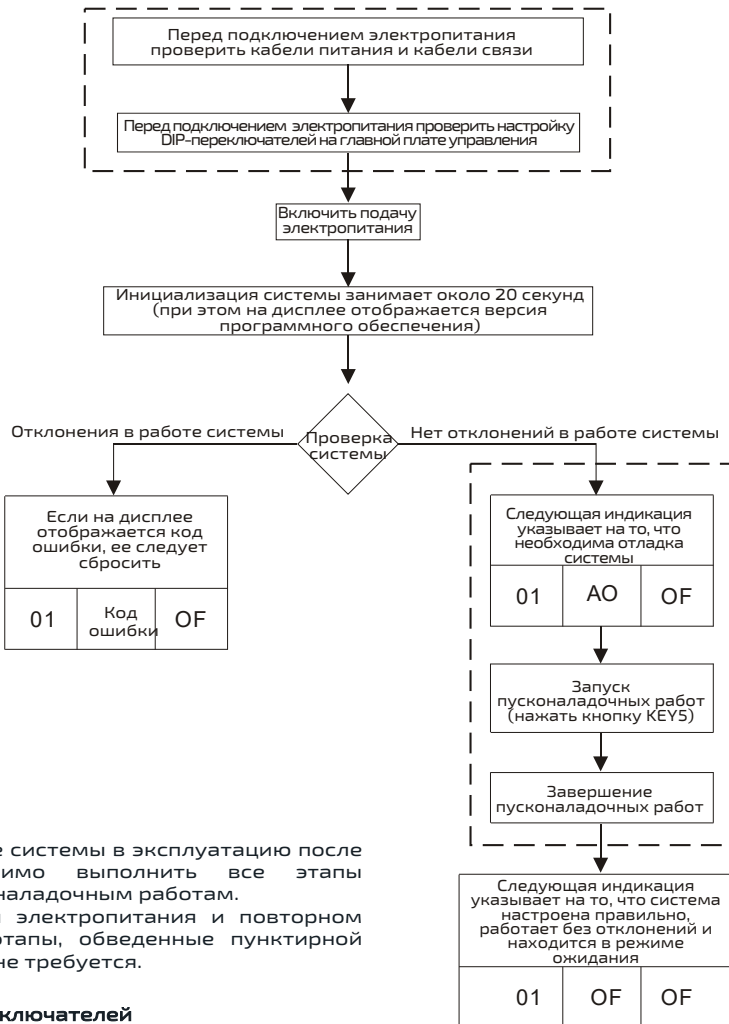 Перед подключением электропитания
проверить кабели питания и кабели связи
Перед подключением электропитания проверить настройку
DIP-переключателей на главной плате управления
Включить подачу
электропитания
Инициализация системы занимает около 20 секунд
(при этом на дисплее отображается версия
программного обеспечения)
Отклонения в работе системы
Проверка
системы
Нет отклонений в работе системы
Если на дисплее
отображается код
ошибки, ее следует
сбросить
01
Код
ошибки
OF
Следующая индикация
указывает на то, что
необходима отладка
системы
01
AO
OF
Запуск
пусконаладочных работ
(нажать кнопку KEY5)
Завершение
пусконаладочных работ
е системы в эксплуатацию после
имо выполнить все этапы
наладочным работам.
и электропитания и повторном
этапы, обведенные пунктирной
не требуется.
Следующая индикация
указывает на то, что система
настроена правильно,
работает без отклонений и
находится в режиме
ожидания
01
OF
OF
ключателей